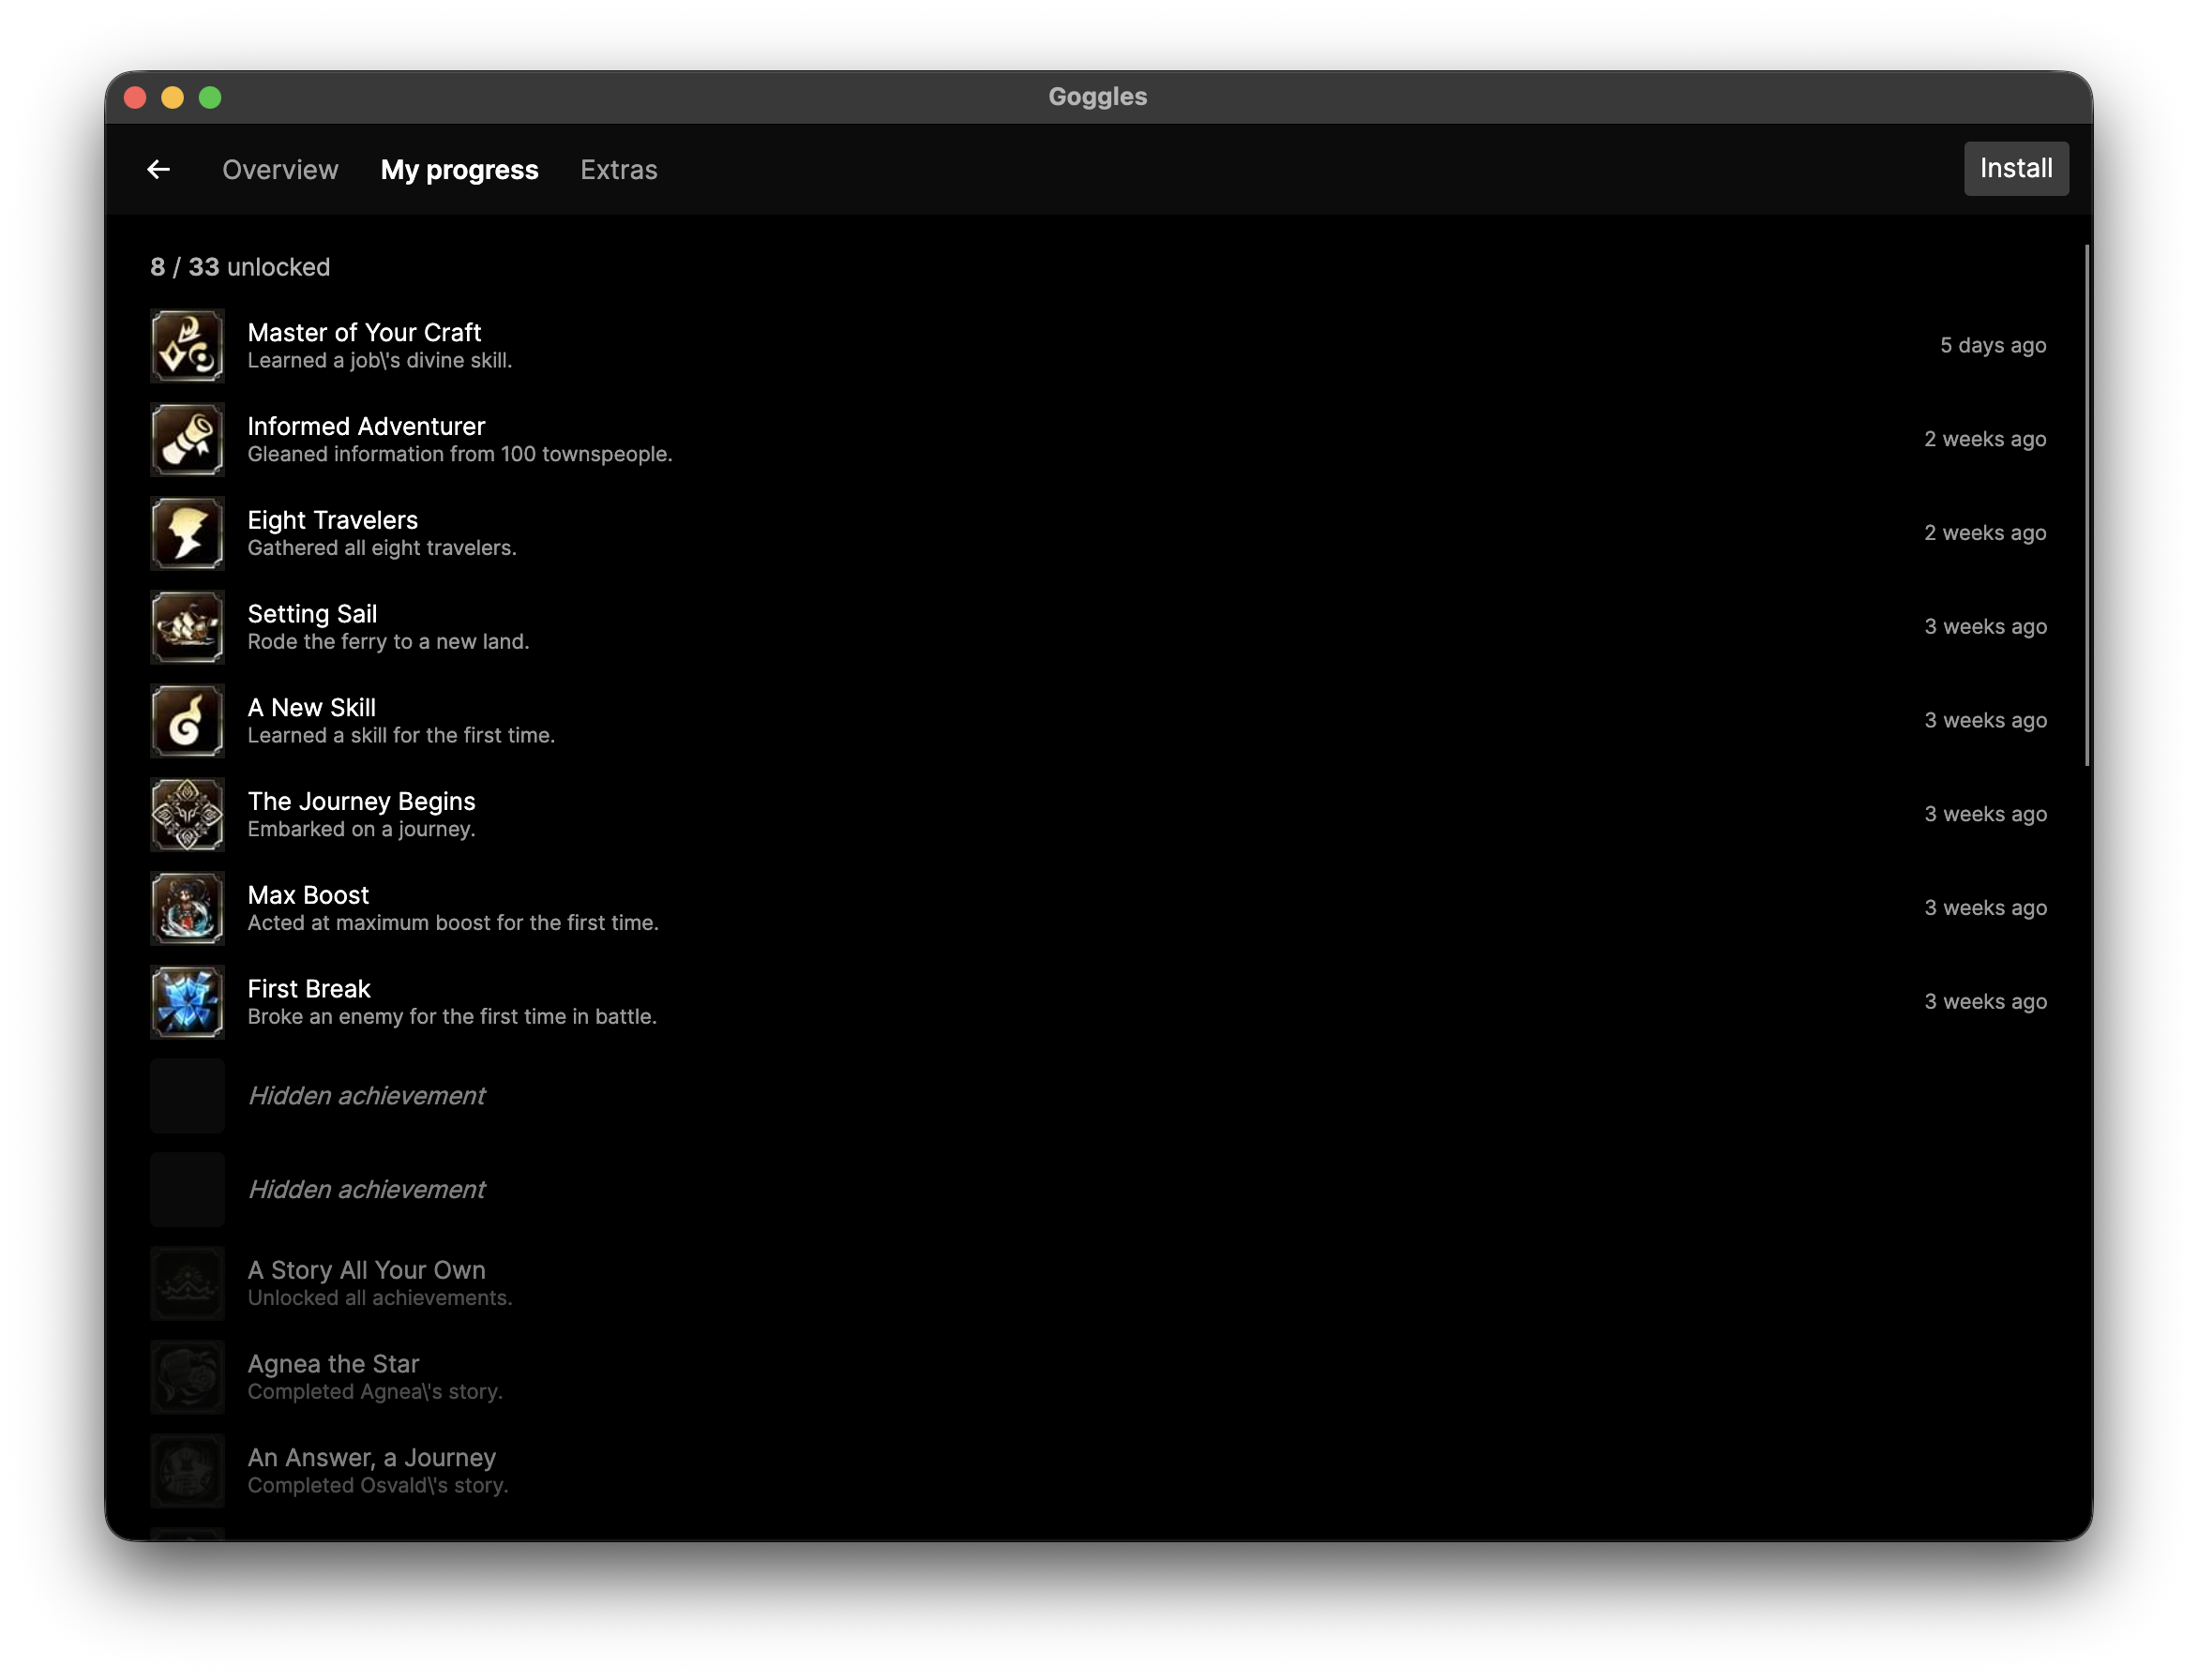 Goggles
Overview My progress Extras Install
8 / 33 unlocked
Master of Your Craft
Learned a job\'s divine skill.
5 days ago
Informed Adventurer
Gleaned information from 100 townspeople.
2 weeks ago
Eight Travelers
Gathered all eight travelers.
2 weeks ago
Setting Sail
Rode the ferry to a new land.
3 weeks ago
A New Skill
Learned a skill for the first time.
3 weeks ago
The Journey Begins
Embarked on a journey.
3 weeks ago
Max Boost
Acted at maximum boost for the first time.
3 weeks ago
First Break
Broke an enemy for the first time in battle.
3 weeks ago
Hidden achievement
Hidden achievement
A Story All Your Own
Unlocked all achievements.
Agnea the Star
Completed Agnea\'s story.
An Answer, a Journey
Completed Osvald\'s story.